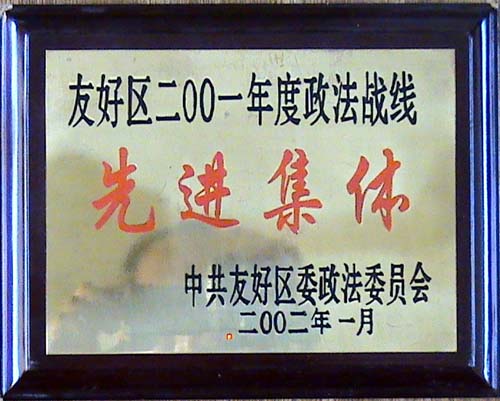 友好区二00一年度政法战线
先进集体
中共友好区委政法委员会
二00二年一月